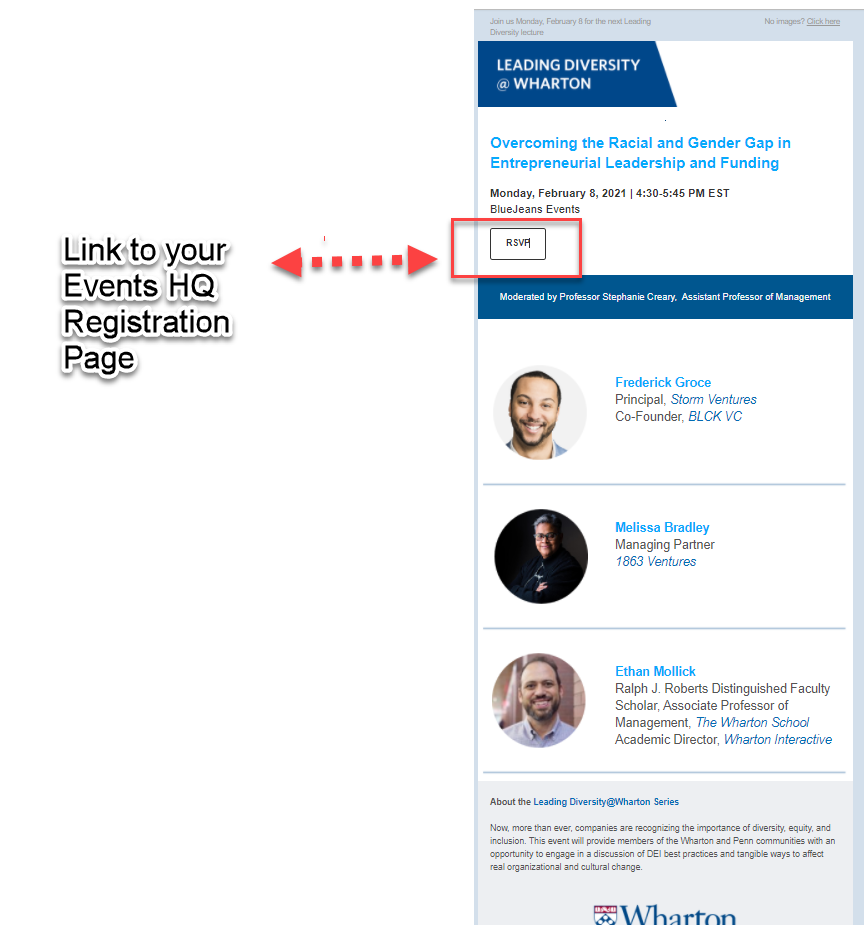 Join us Monday, February 8 for the next Leading
Diversity lecture
No images? Click here
LEADING DIVERSITY
@ WHARTON
Overcoming the Racial and Gender Gap in
Entrepreneurial Leadership and Funding
Monday, February 8, 2021 | 4:30-5:45 PM EST
BlueJeans Events
RSVP
Link to your
Events HQ
Registration
Page
Moderated by Professor Stephanie Creary, Assistant Professor of Management
Frederick Groce
Principal, Storm Ventures
Co-Founder, BLCK VC
Melissa Bradley
Managing Partner
1863 Ventures
Ethan Mollick
Ralph J. Roberts Distinguished Faculty
Scholar, Associate Professor of
Management, The Wharton School
Academic Director, Wharton Interactive
About the Leading Diversity@Wharton Series
Now, more than ever, companies are recognizing the importance of diversity, equity, and
inclusion. This event will provide members of the Wharton and Penn communities with an
opportunity to engage in a discussion of DEI best practices and tangible ways to affect
real organizational and cultural change.
Wharton